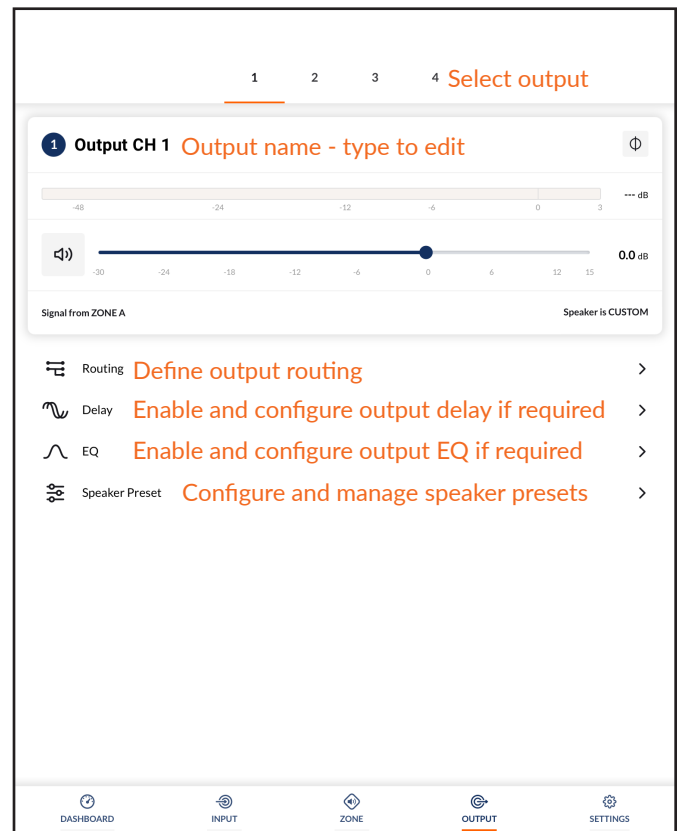 1 2 3 4 Select output
1 Output CH 1 Output name - type to edit
--- dB
-48 -24 -12 -6 0 3
0.0 dB
-30 -24 -18 -12 -6 0 6 12 15
Signal from ZONE A Speaker is CUSTOM
Routing Define output routing
Delay Enable and configure output delay if required
EQ Enable and configure output EQ if required
Speaker Preset Configure and manage speaker presets
DASHBOARD INPUT ZONE OUTPUT SETTINGS